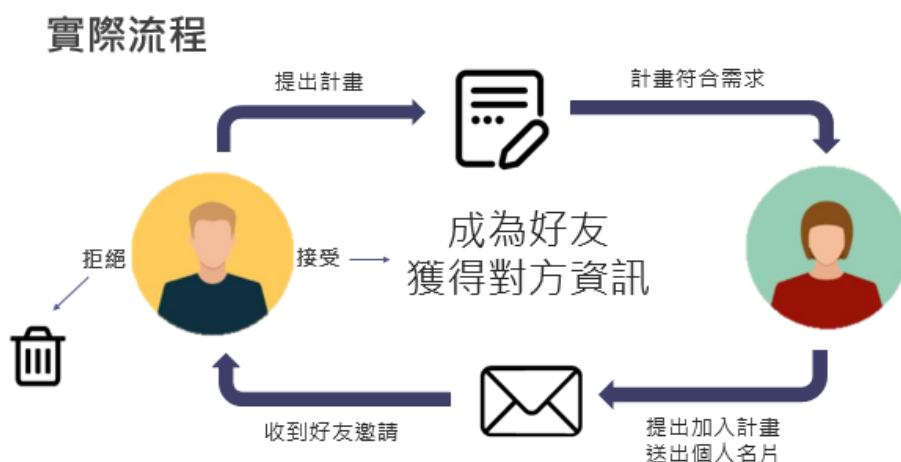 實際流程
提出計畫
計畫符合需求
拒絕
接受
成為好友
獲得對方資訊
收到好友邀請
提出加入計畫
送出個人名片